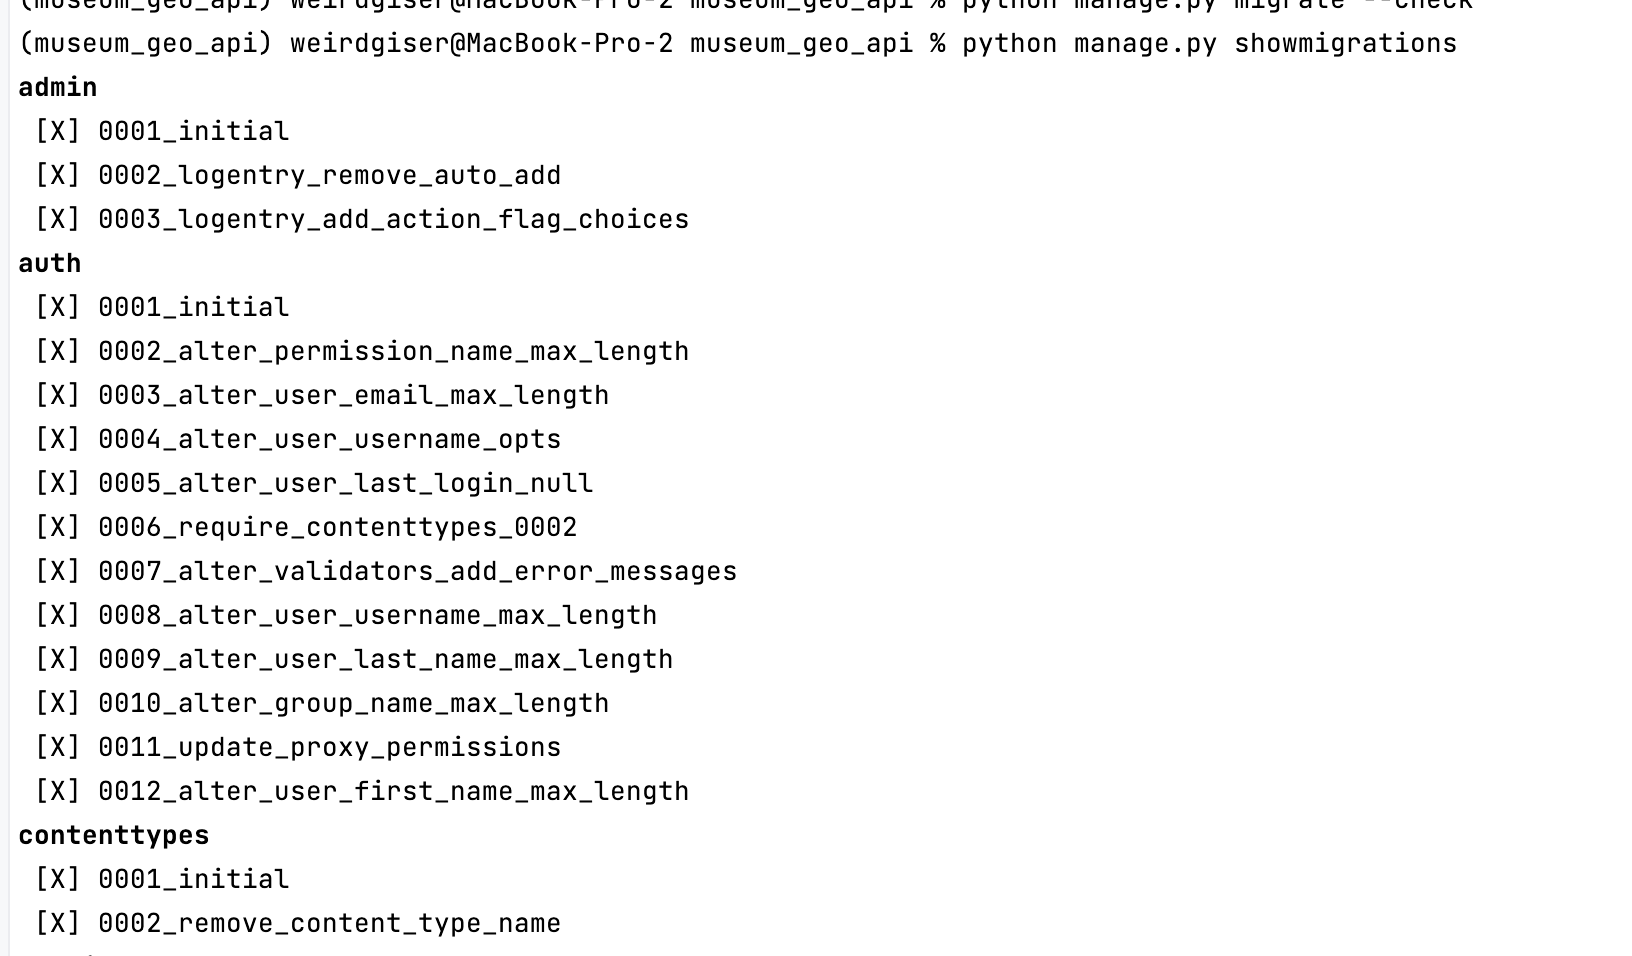 (museum_geo_api) weirdgiser@MacBook-Pro-2 museum_geo_api % python manage.py migrate --check
(museum_geo_api) weirdgiser@MacBook-Pro-2 museum_geo_api % python manage.py showmigrations
admin
[X] 0001_initial
[X] 0002_logentry_remove_auto_add
[X] 0003_logentry_add_action_flag_choices
auth
[X] 0001_initial
[X] 0002_alter_permission_name_max_length
[X] 0003_alter_user_email_max_length
[X] 0004_alter_user_username_opts
[X] 0005_alter_user_last_login_null
[X] 0006_require_contenttypes_0002
[X] 0007_alter_validators_add_error_messages
[X] 0008_alter_user_username_max_length
[X] 0009_alter_user_last_name_max_length
[X] 0010_alter_group_name_max_length
[X] 0011_update_proxy_permissions
[X] 0012_alter_user_first_name_max_length
contenttypes
[X] 0001_initial
[X] 0002_remove_content_type_name